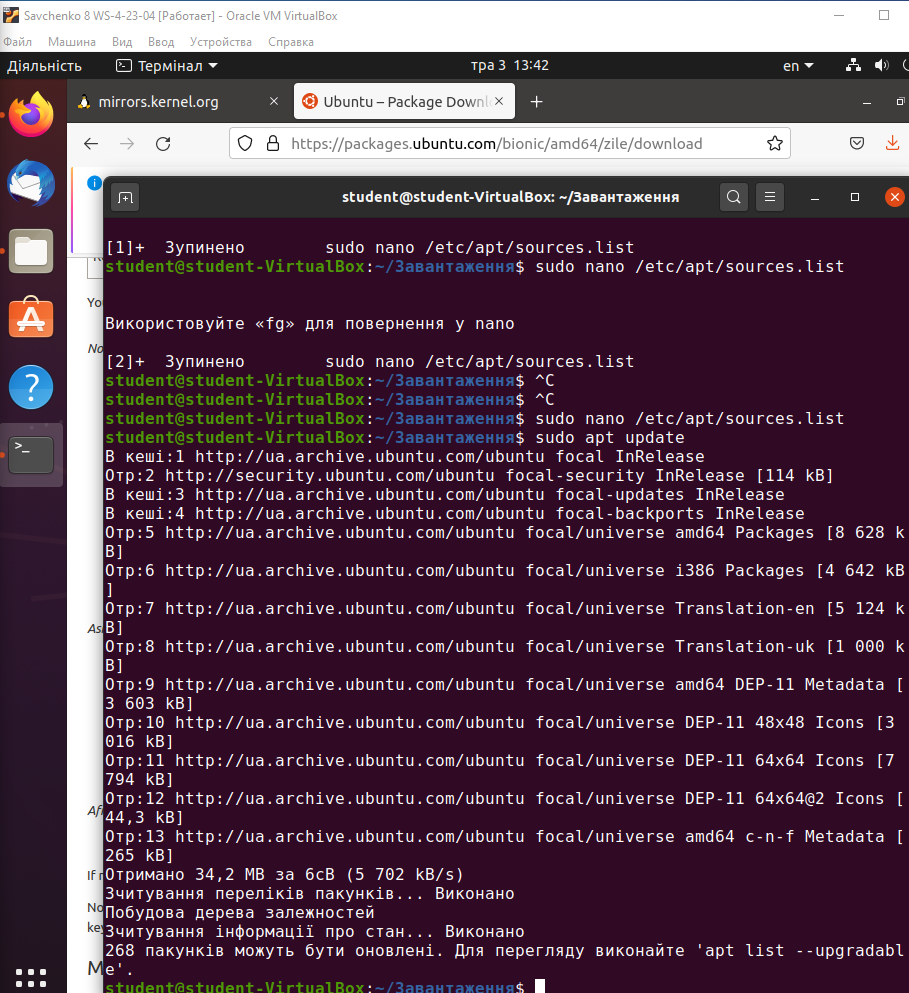 Savchenko 8 WS-4-23-04 [Работает] - Oracle VM VirtualBox
Файл Машина Вид Ввод Устройства Справка
Діяльність Термінал тра 3 13:42 en
mirrors.kernel.org Ubuntu – Package Downl
https://packages.ubuntu.com/bionic/amd64/zile/download
student@student-VirtualBox: ~/Завантаження
[1]+ Зупинено sudo nano /etc/apt/sources.list
student@student-VirtualBox:~/Завантаження$ sudo nano /etc/apt/sources.list
Використовуйте «fg» для повернення у nano
[2]+ Зупинено sudo nano /etc/apt/sources.list
student@student-VirtualBox:~/Завантаження$ ^C
student@student-VirtualBox:~/Завантаження$ ^C
student@student-VirtualBox:~/Завантаження$ sudo nano /etc/apt/sources.list
student@student-VirtualBox:~/Завантаження$ sudo apt update
В кеші:1 http://ua.archive.ubuntu.com/ubuntu focal InRelease
Отр:2 http://security.ubuntu.com/ubuntu focal-security InRelease [114 kB]
В кеші:3 http://ua.archive.ubuntu.com/ubuntu focal-updates InRelease
В кеші:4 http://ua.archive.ubuntu.com/ubuntu focal-backports InRelease
Отр:5 http://ua.archive.ubuntu.com/ubuntu focal/universe amd64 Packages [8 628 k
B]
Отр:6 http://ua.archive.ubuntu.com/ubuntu focal/universe i386 Packages [4 642 kB
]
Отр:7 http://ua.archive.ubuntu.com/ubuntu focal/universe Translation-en [5 124 k
B]
Отр:8 http://ua.archive.ubuntu.com/ubuntu focal/universe Translation-uk [1 000 k
B]
Отр:9 http://ua.archive.ubuntu.com/ubuntu focal/universe amd64 DEP-11 Metadata [
3 603 kB]
Отр:10 http://ua.archive.ubuntu.com/ubuntu focal/universe DEP-11 48x48 Icons [3
016 kB]
Отр:11 http://ua.archive.ubuntu.com/ubuntu focal/universe DEP-11 64x64 Icons [7
794 kB]
Отр:12 http://ua.archive.ubuntu.com/ubuntu focal/universe DEP-11 64x64@2 Icons [
44,3 kB]
Отр:13 http://ua.archive.ubuntu.com/ubuntu focal/universe amd64 c-n-f Metadata [
265 kB]
Отримано 34,2 MB за 6сВ (5 702 kB/s)
Зчитування переліків пакунків... Виконано
Побудова дерева залежностей
Зчитування інформації про стан... Виконано
268 пакунків можуть бути оновлені. Для перегляду виконайте 'apt list --upgradabl
e'.
student@student-VirtualBox:~/Завантаження$